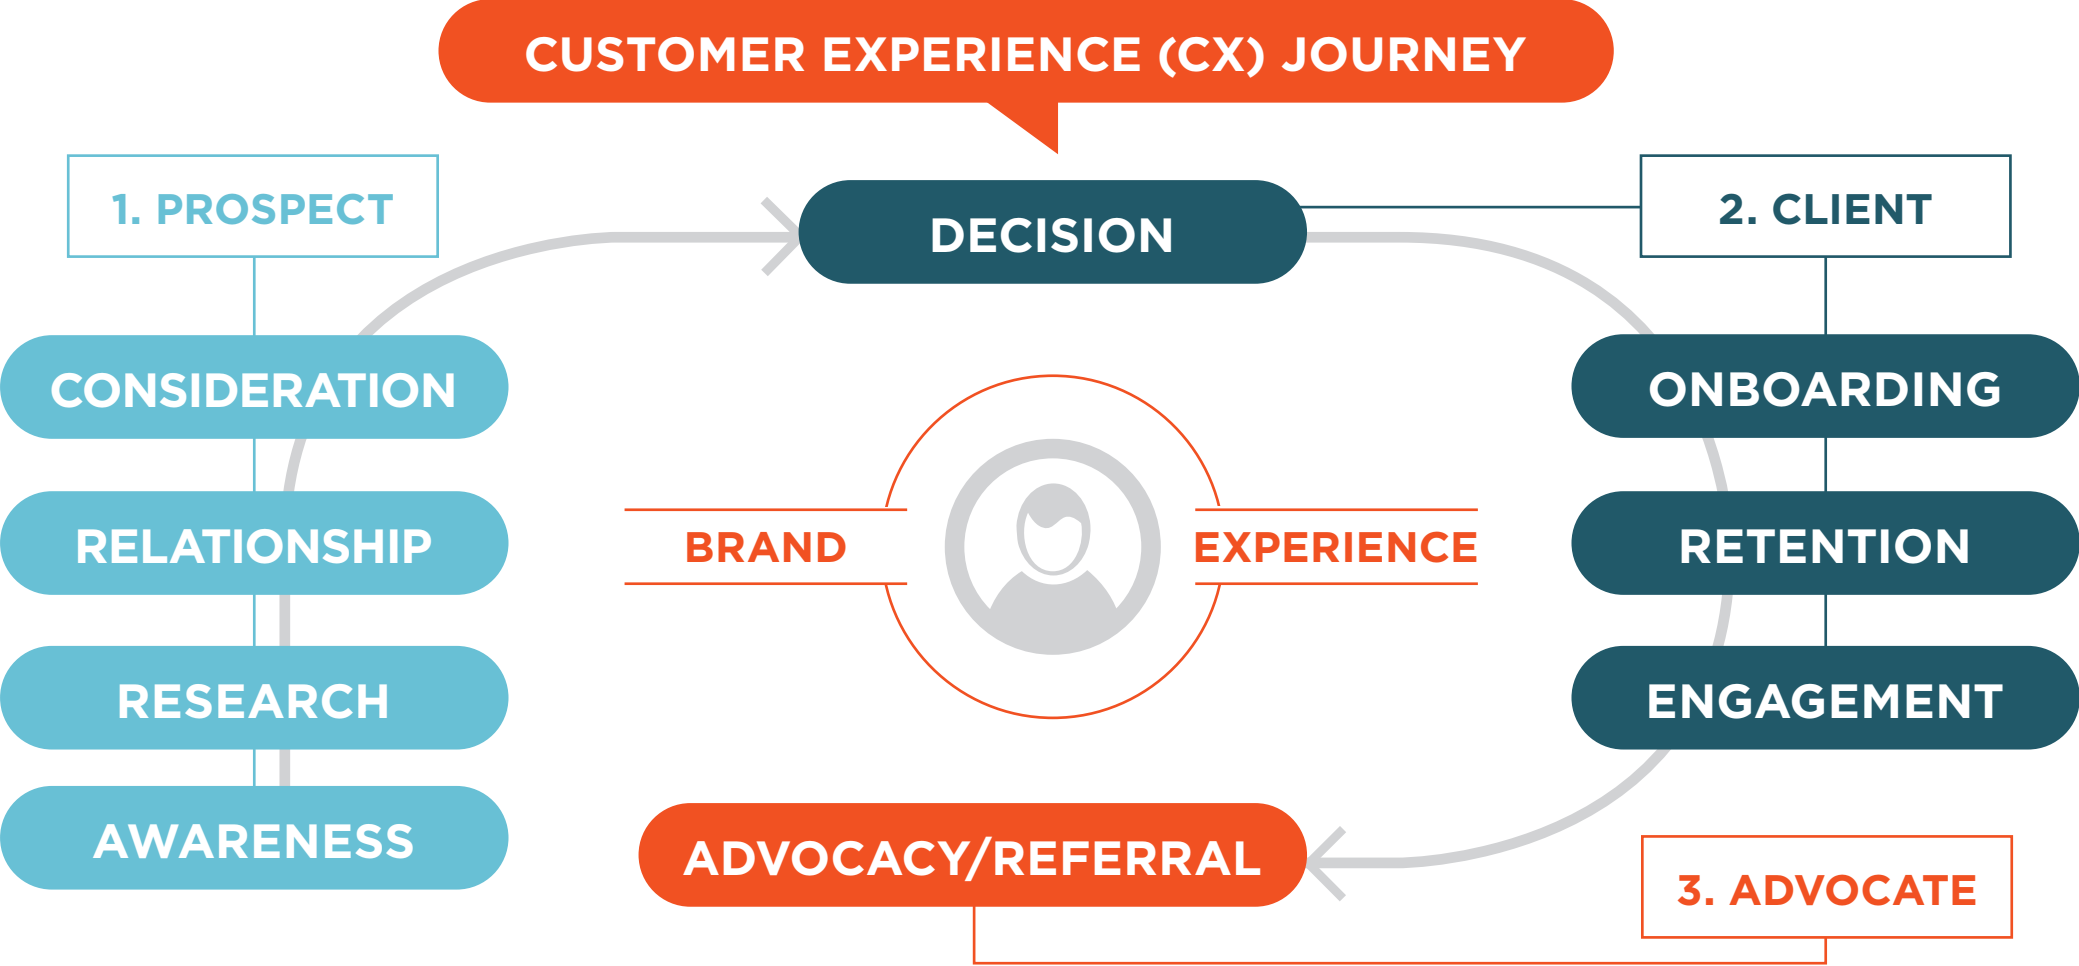 CUSTOMER EXPERIENCE (CX) JOURNEY
1. PROSPECT
CONSIDERATION
RELATIONSHIP
RESEARCH
AWARENESS
DECISION
2. CLIENT
ONBOARDING
RETENTION
ENGAGEMENT
BRAND
EXPERIENCE
ADVOCACY/REFERRAL
3. ADVOCATE